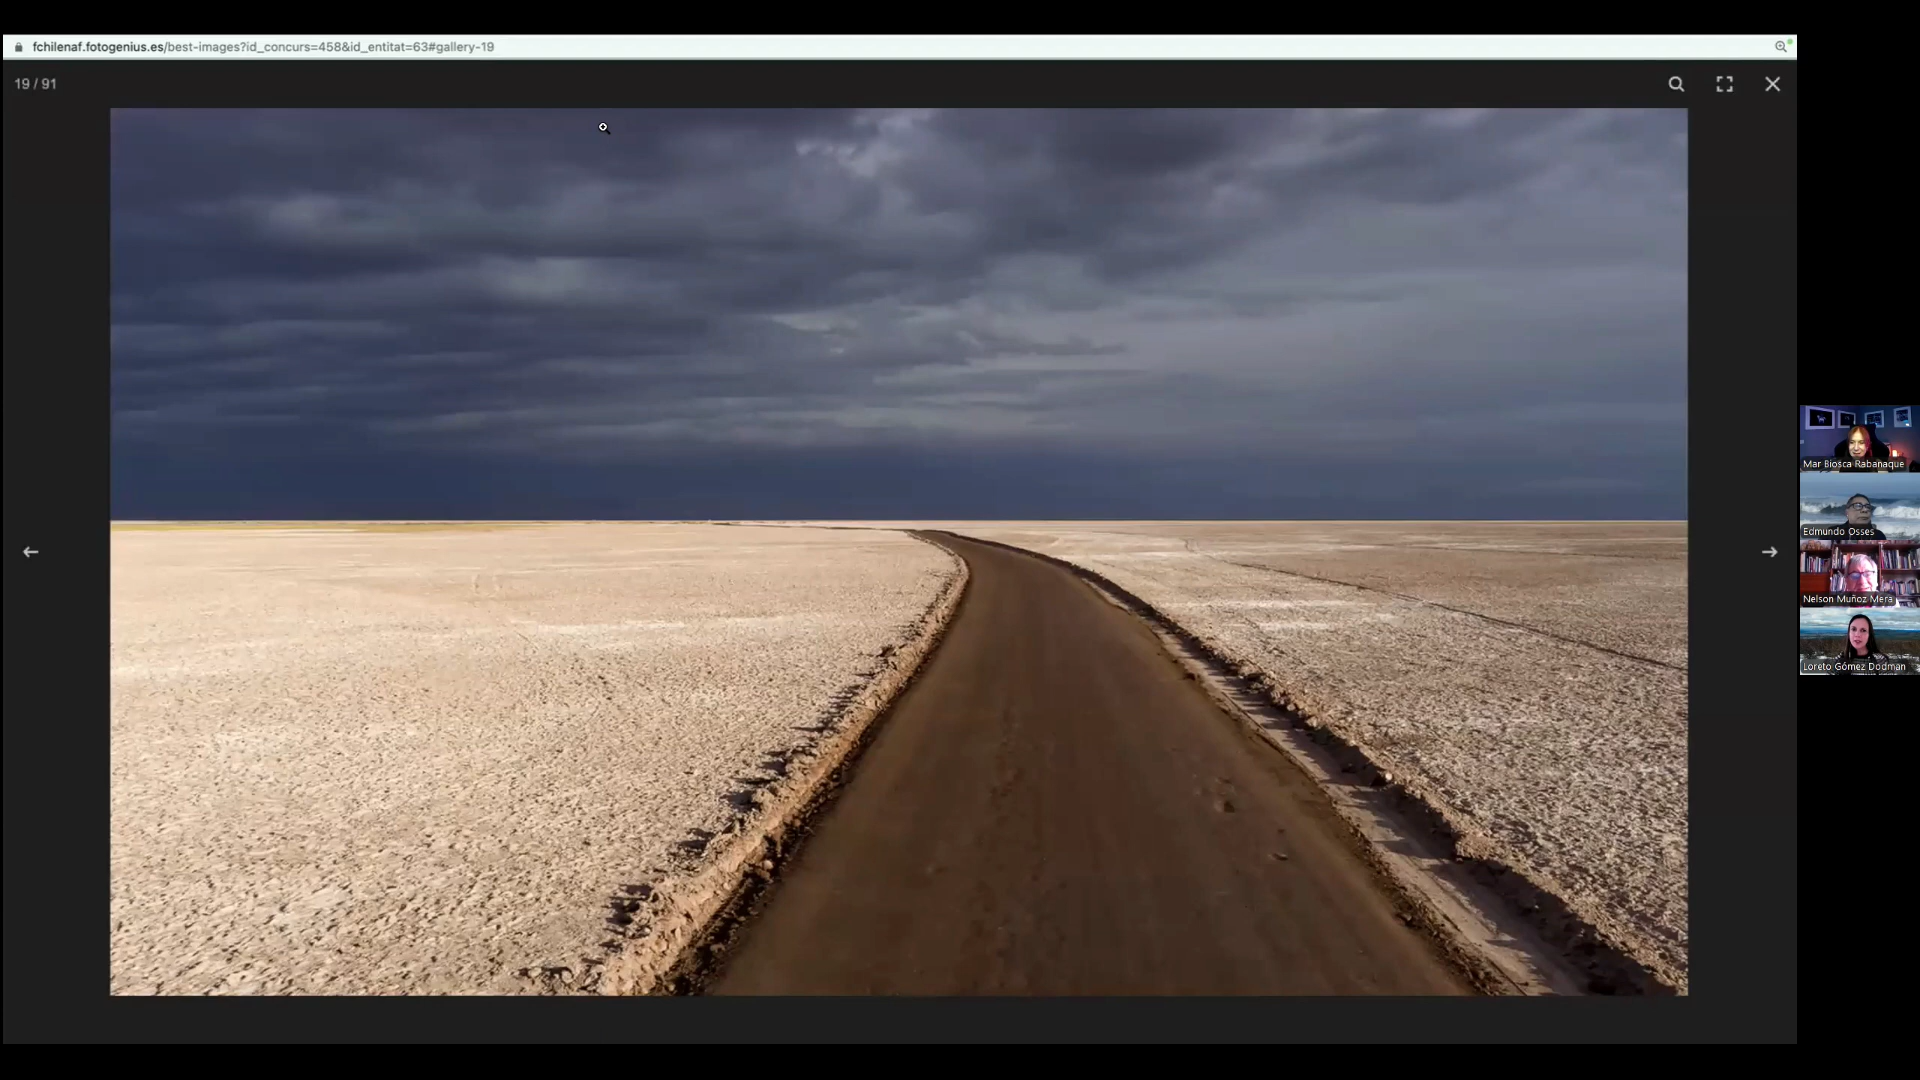 fchilenaf.fotogenius.es/best-images?id_concurs=458&id_entitat=63#gallery-19
19 / 91
Mar Biosca Rabanaque
Edmundo Osses
Nelson Muñoz Mera
Loreto Gómez Dodman